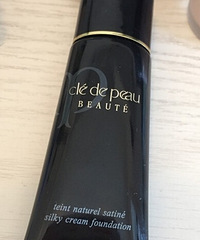 clé de peau
BEAUTÉ
teint naturel satiné
silky cream foundation